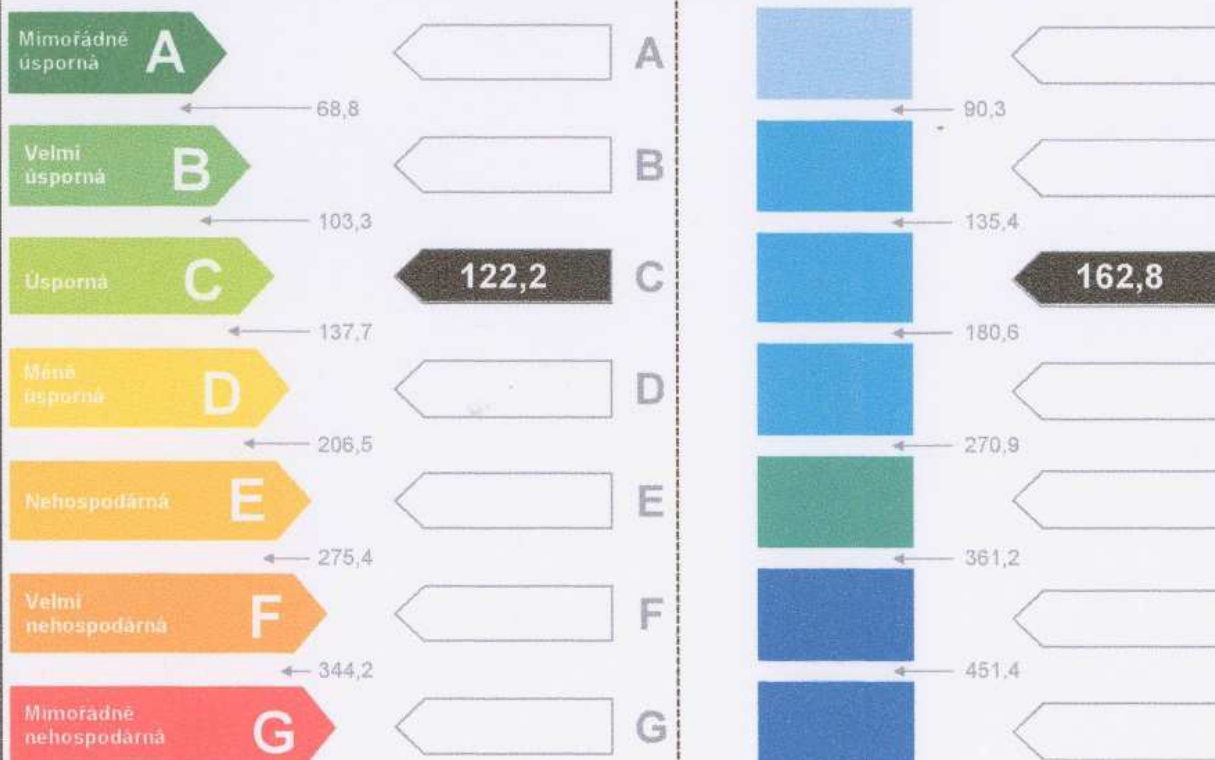 Mimořádně
úsporná
A
A
68,8
90,3
Velmi
úsporná
B
B
103,3
135,4
Úsporná
C
122,2
C
162,8
137,7
180,6
Méně
úsporná
D
D
206,5
270,9
Nehospodárná
E
E
275,4
361,2
Velmi
nehospodárná
F
F
344,2
451,4
Mimořádně
nehospodárná
G
G